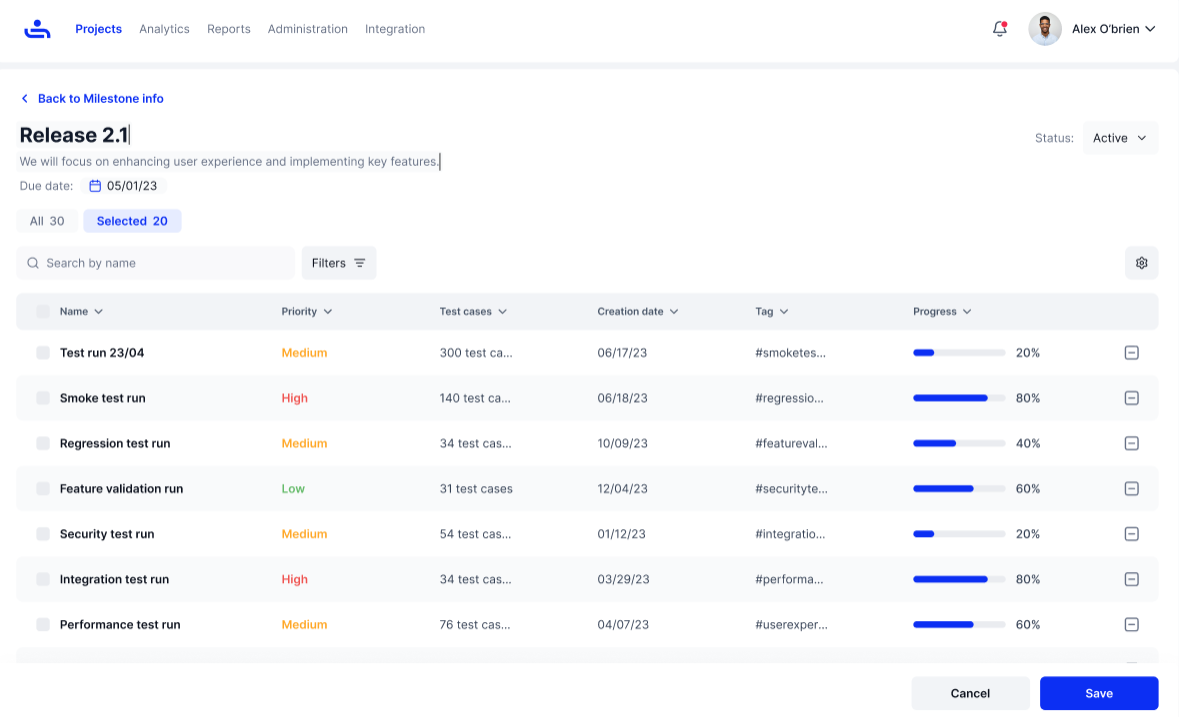 Projects Analytics Reports Administration Integration Alex O'brien
Back to Milestone info
Release 2.1
Status: Active
We will focus on enhancing user experience and implementing key features.
Due date: 05/01/23
All 30 Selected 20
Search by name Filters
Name Priority Test cases Creation date Tag Progress
Test run 23/04 Medium 300 test ca... 06/17/23 #smoketes... 20%
Smoke test run High 140 test ca... 06/18/23 #regressio... 80%
Regression test run Medium 34 test cas... 10/09/23 #featureval... 40%
Feature validation run Low 31 test cases 12/04/23 #securityte... 60%
Security test run Medium 54 test cas... 01/12/23 #integratio... 20%
Integration test run High 34 test cas... 03/29/23 #performa... 80%
Performance test run Medium 76 test cas... 04/07/23 #userexper... 60%
Cancel Save